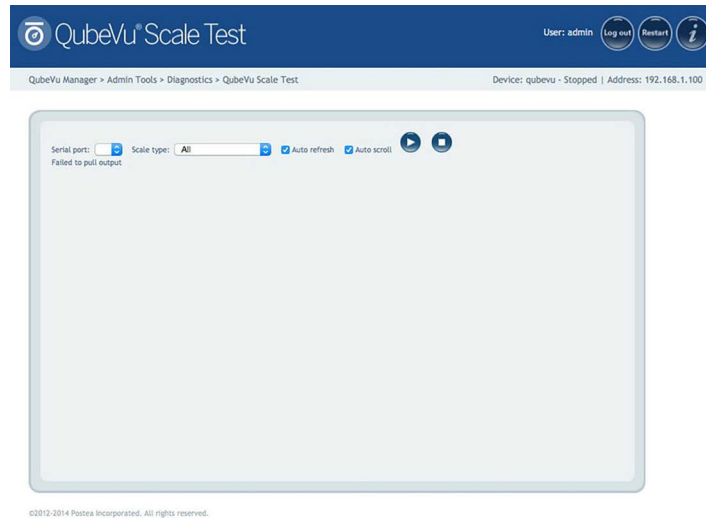 QubeVu® Scale Test
User: admin Log out Restart i
QubeVu Manager > Admin Tools > Diagnostics > QubeVu Scale Test Device: qubevu - Stopped | Address: 192.168.1.100
Serial port: Scale type: All Auto refresh Auto scroll
Failed to pull output
©2012-2014 Postea Incorporated. All rights reserved.